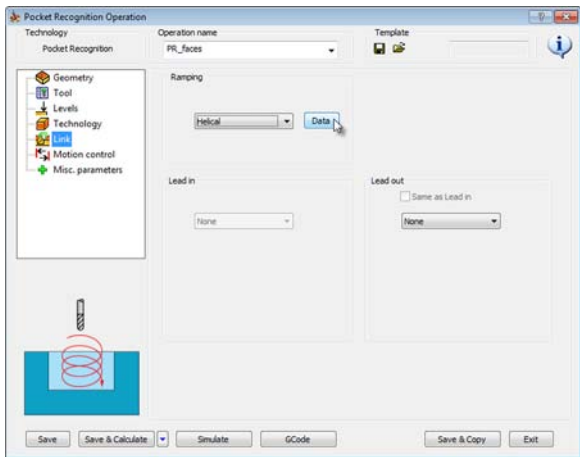 Pocket Recognition Operation
Technology
Operation name
Template
Pocket Recognition
PR_faces
Geometry
Tool
Levels
Technology
Link
Motion control
Misc. parameters
Ramping
Helical
Data
Lead in
None
Lead out
Same as Lead in
None
Save
Save & Calculate
Simulate
GCode
Save & Copy
Exit